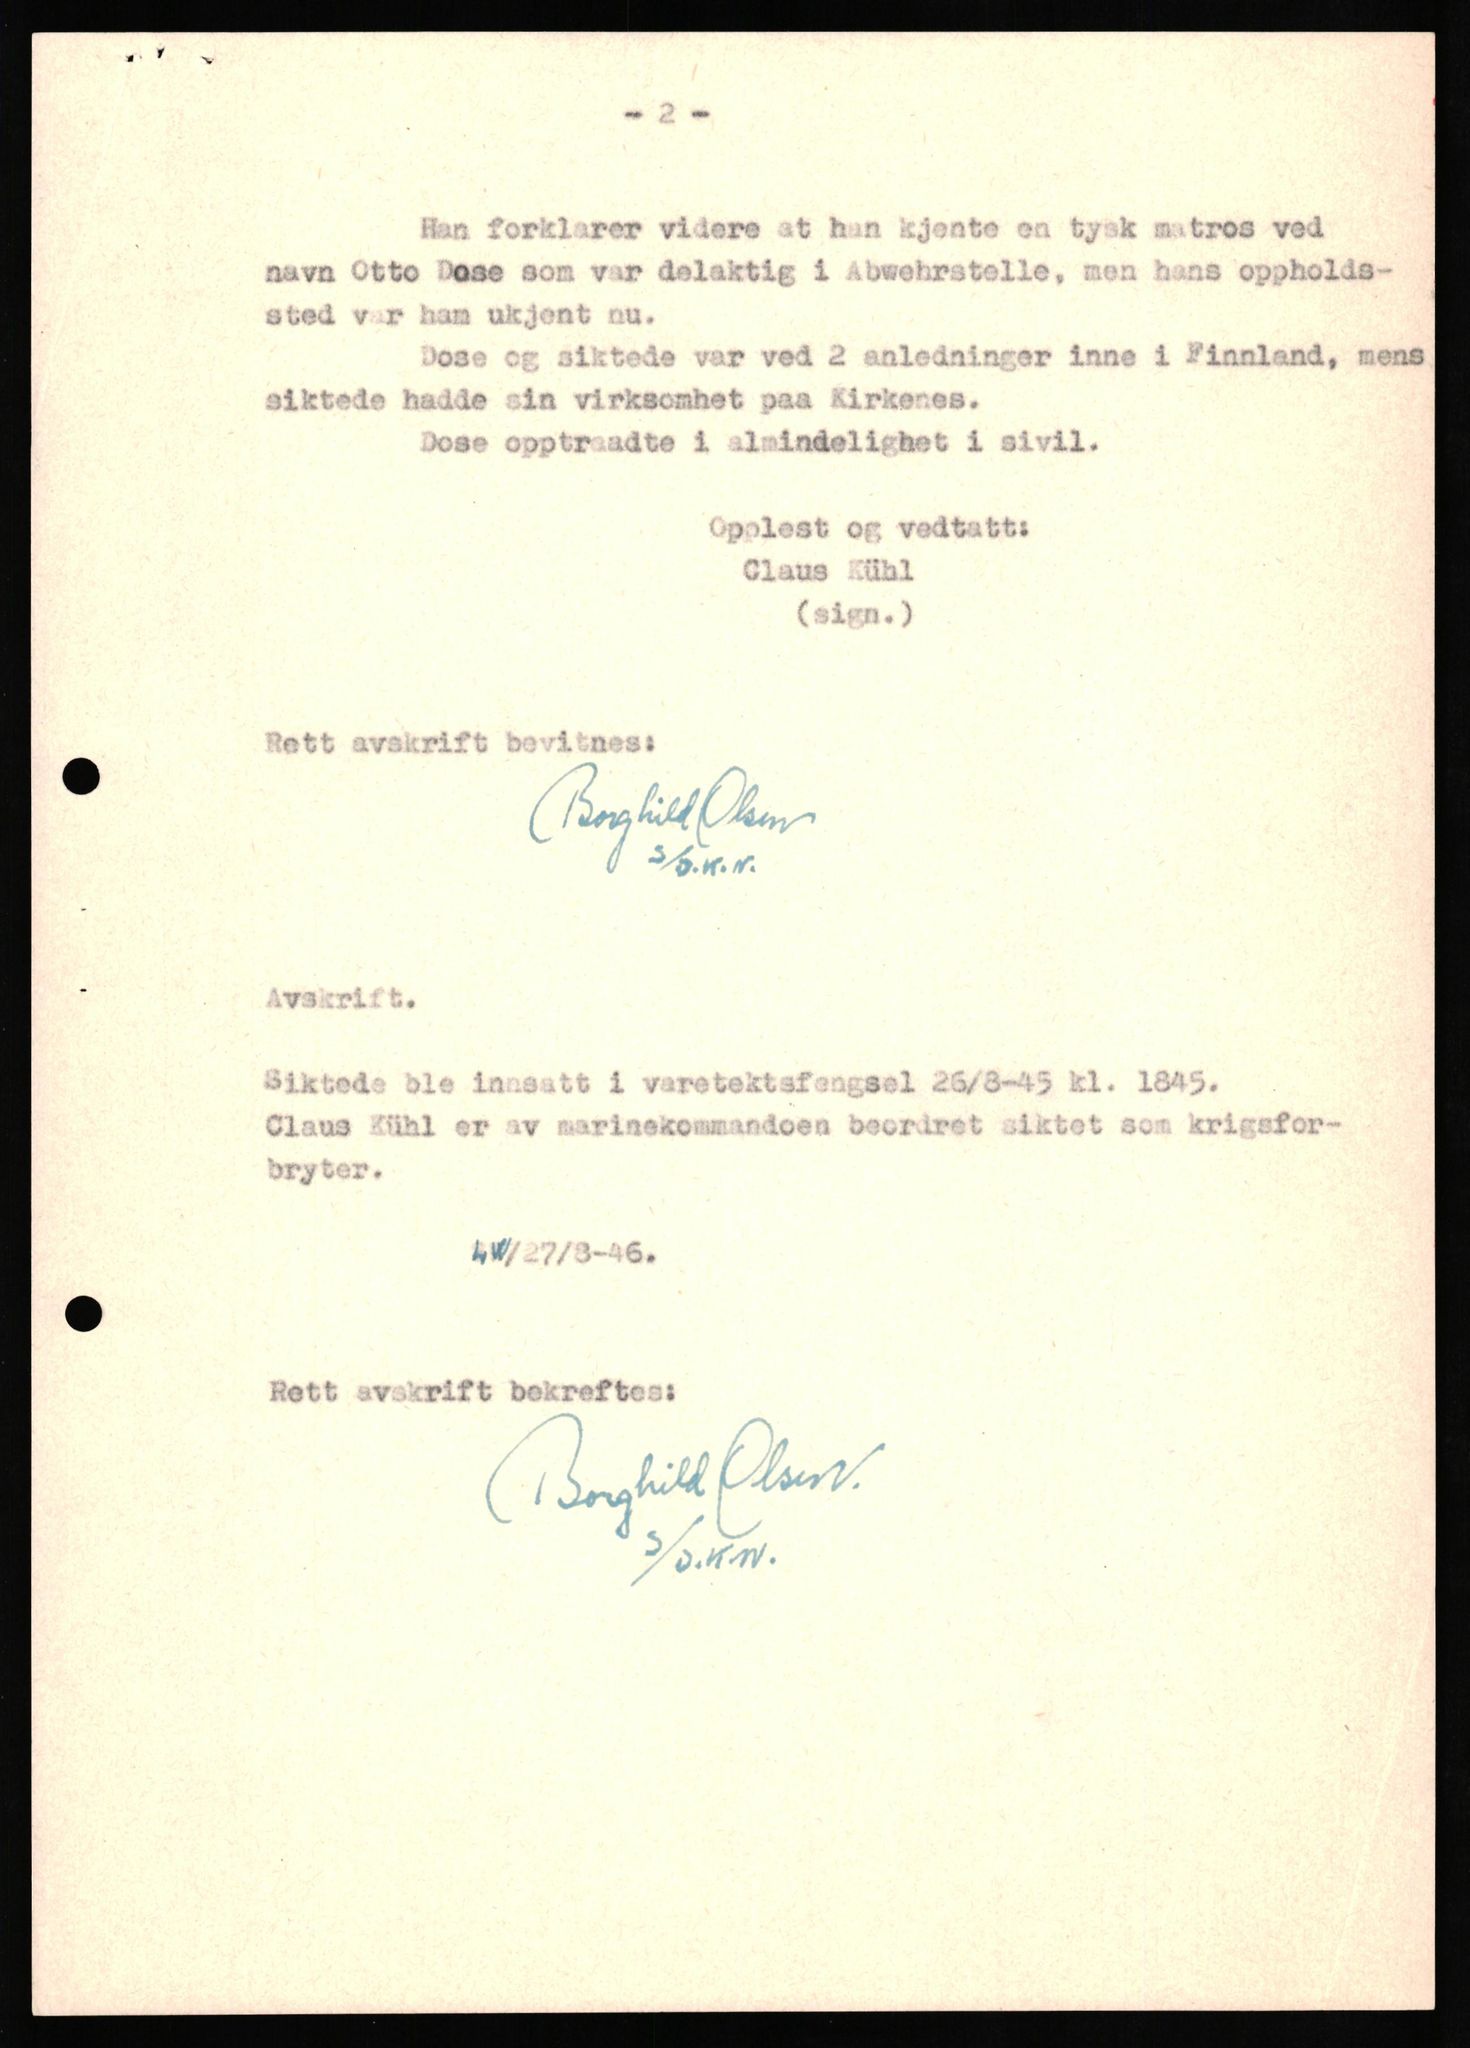 - 2 -
Han forklarer videre at han kjente en tysk matros ved
navn Otto Dose som var delaktig i Abwehrstelle, men hans oppholds-
sted var ham ukjent nu.
Dose og siktede var ved 2 anledninger inne i Finnland, mens
siktede hadde sin virksomhet paa Kirkenes.
Dose opptraadte i almindelighet i sivil.
Opplest og vedtatt:
Claus Kühl
(sign.)
Rett avskrift bevitnes:
Borghild Olsen
S/S.K.N.
Avskrift.
Siktede ble innsatt i varetektsfengsel 26/8-45 kl. 1845.
Claus Kühl er av marinekommandoen beordret siktet som krigsfor-
bryter.
LW/27/8-46.
Rett avskrift bekreftes:
Borghild Olsen.
S/S.K.N.